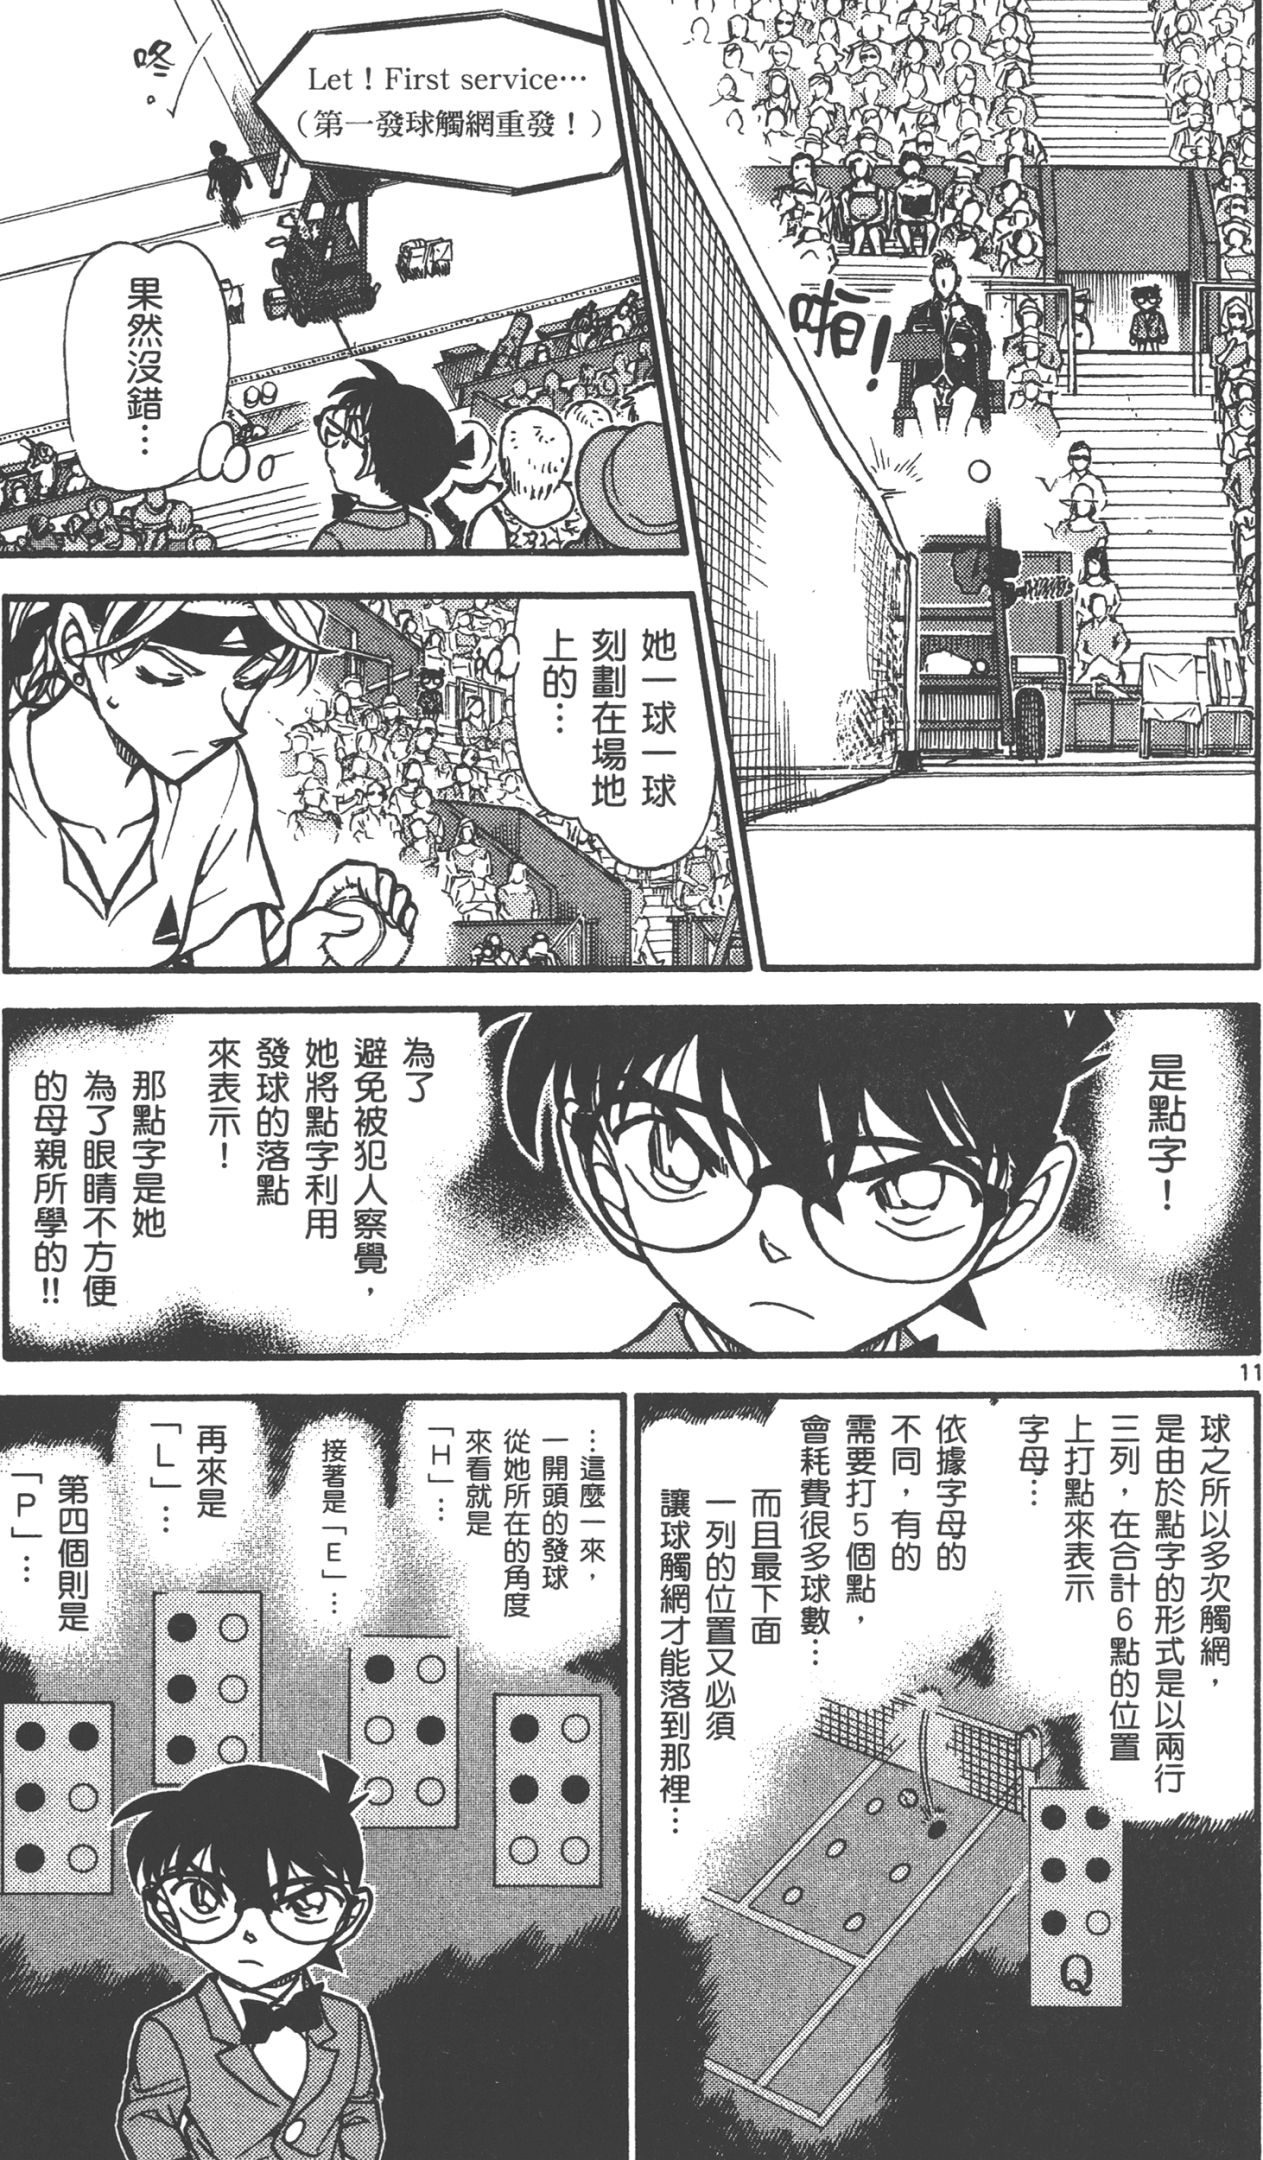 啪!
Let！First service…
（第一發球觸網重發！）
咚。
果然沒錯…
她一球一球
刻劃在場地
上的…
是點字！
為了
避免被犯人察覺，
她將點字利用
發球的落點
來表示！
那點字是她
為了眼睛不方便
的母親所學的!!
11
球之所以多次觸網，
是由於點字的形式是以兩行
三列，在合計6點的位置
上打點來表示
字母…
依據字母的
不同，有的
需要打5個點，
會耗費很多球數…
而且最下面
一列的位置又必須
讓球觸網才能落到那裡…
Q
…這麼一來，
一開頭的發球
從她所在的角度
來看就是
「H」…
接著是「E」…
再來是
「L」…
第四個則是
「P」…